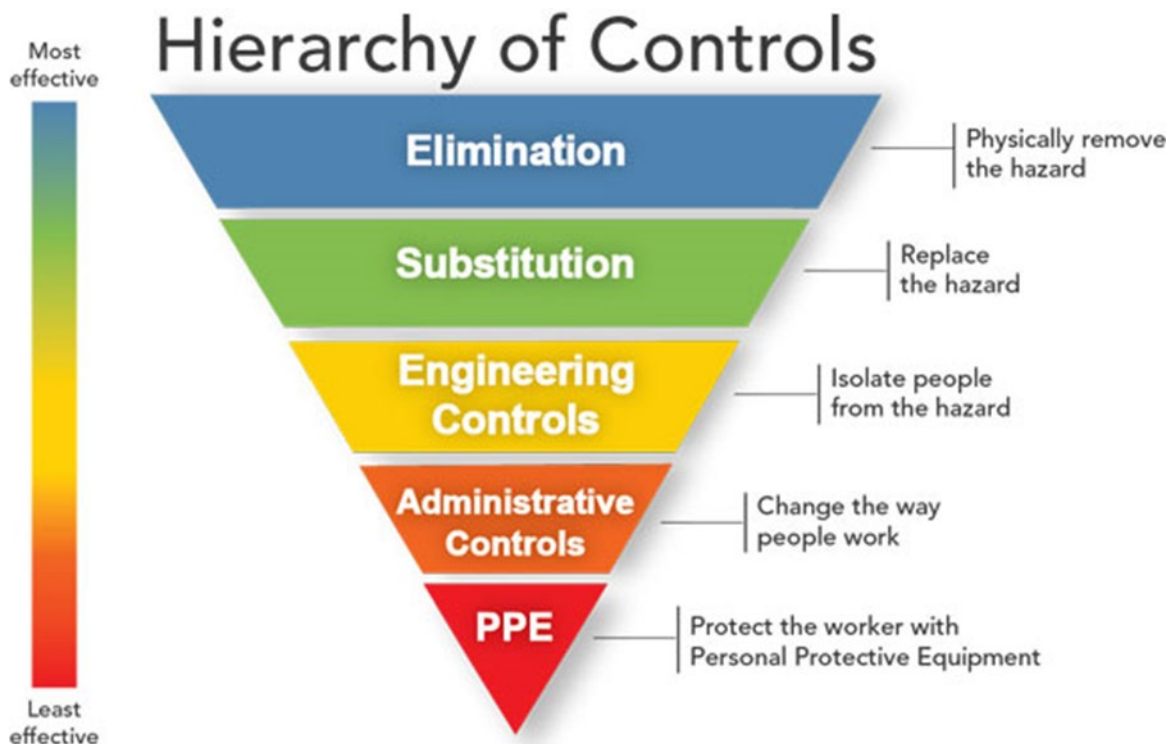 Hierarchy of Controls
Most
effective
Elimination
Physically remove
the hazard
Substitution
Replace
the hazard
Engineering
Controls
Isolate people
from the hazard
Administrative
Controls
Change the way
people work
PPE
Protect the worker with
Personal Protective Equipment
Least
effective